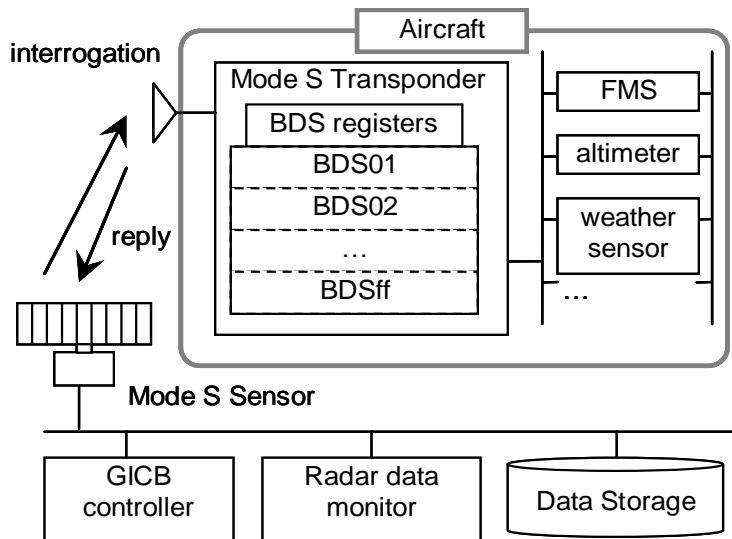 Aircraft
interrogation
Mode S Transponder
BDS registers
BDS01
BDS02
...
BDSff
FMS
altimeter
weather
sensor
...
reply
Mode S Sensor
GICB
controller
Radar data
monitor
Data Storage